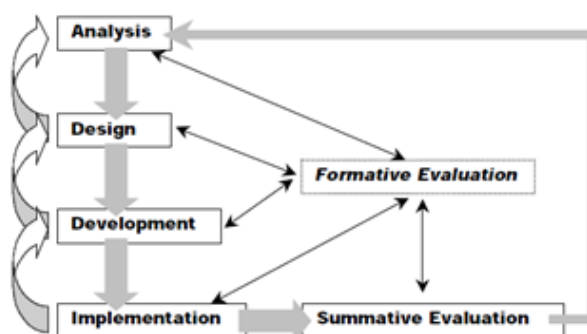 Analysis
Design
Formative Evaluation
Development
Implementation
Summative Evaluation